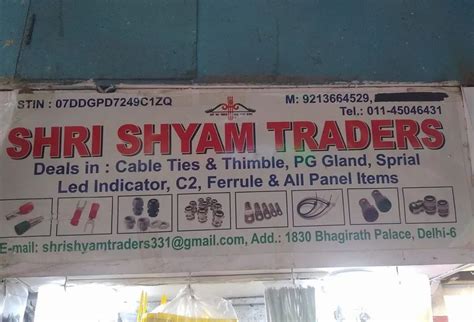 STIN : 07DDGPD7249C1ZQ
M: 9213664529,
Tel.: 011-45046431
SHRI SHYAM TRADERS
Deals in : Cable Ties & Thimble, PG Gland, Sprial
Led Indicator, C2, Ferrule & All Panel Items
E-mail: shrishyamtraders331@gmail.com, Add.: 1830 Bhagirath Palace, Delhi-6